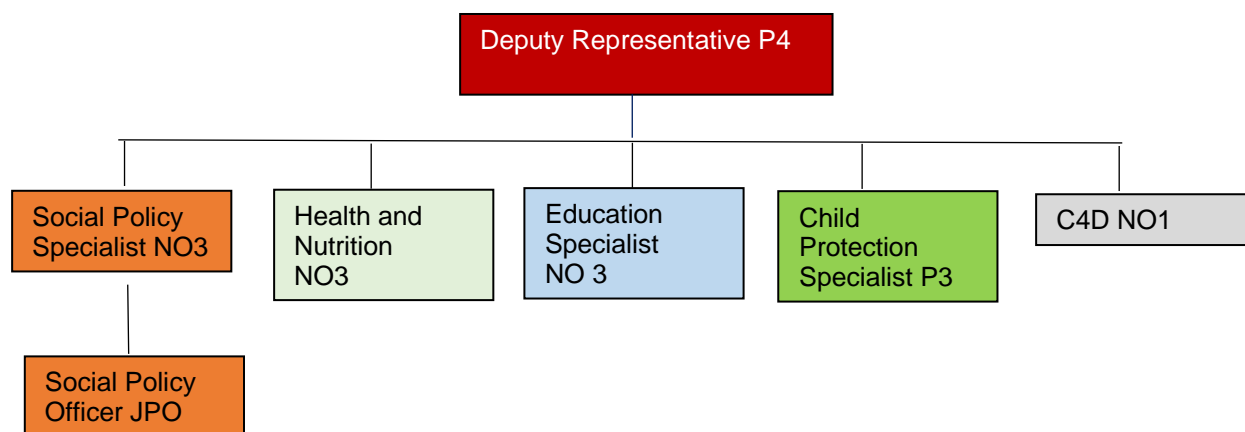 Deputy Representative P4
Social Policy
Specialist NO3
Health and
Nutrition
NO3
Education
Specialist
NO 3
Child
Protection
Specialist P3
C4D NO1
Social Policy
Officer JPO